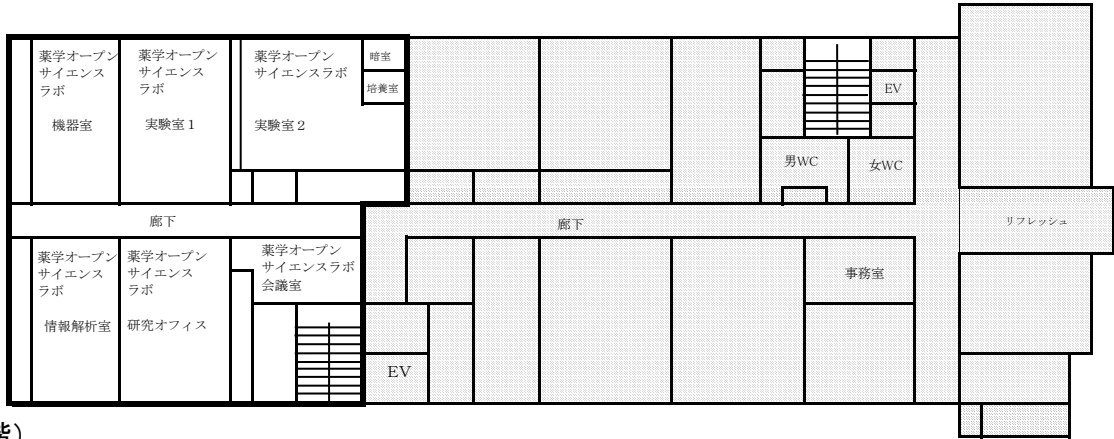 薬学オープン
サイエンス
ラボ
機器室
薬学オープン
サイエンス
ラボ
実験室1
薬学オープン
サイエンスラボ
実験室2
暗室
培養室
EV
男WC
女WC
廊下
廊下
リフレッシュ
薬学オープン
サイエンス
ラボ
情報解析室
薬学オープン
サイエンス
ラボ
研究オフィス
薬学オープン
サイエンスラボ
会議室
事務室
EV